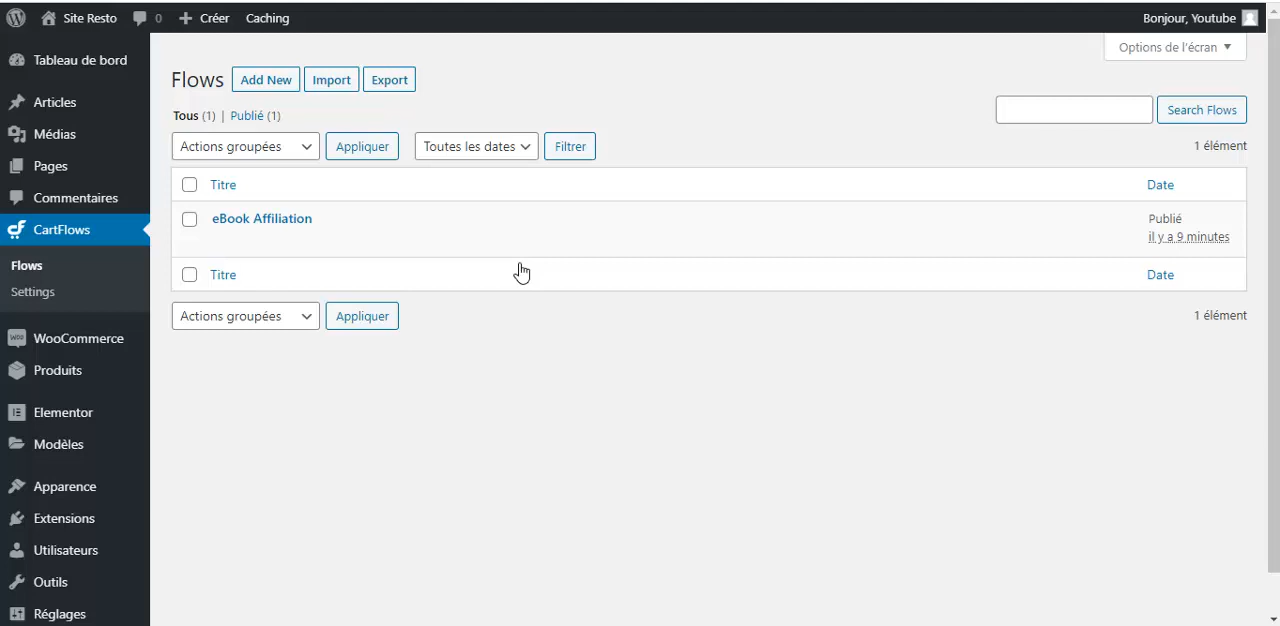 Site Resto 0 Créer Caching Bonjour, Youtube
Options de l'écran
Tableau de bord
Articles
Médias
Pages
Commentaires
CartFlows
Flows
Settings
WooCommerce
Produits
Elementor
Modèles
Apparence
Extensions
Utilisateurs
Outils
Réglages
Flows Add New Import Export
Tous (1) | Publié (1)
Search Flows
Actions groupées Appliquer Toutes les dates Filtrer 1 élément
Titre Date
eBook Affiliation Publié
il y a 9 minutes
Titre Date
Actions groupées Appliquer 1 élément